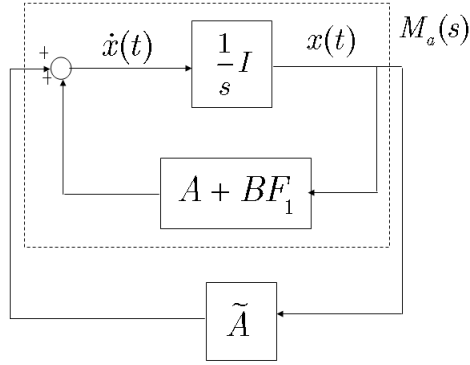 +
+
ẋ(t)
1/s I
x(t)
M_a(s)
A + BF_1
Ã